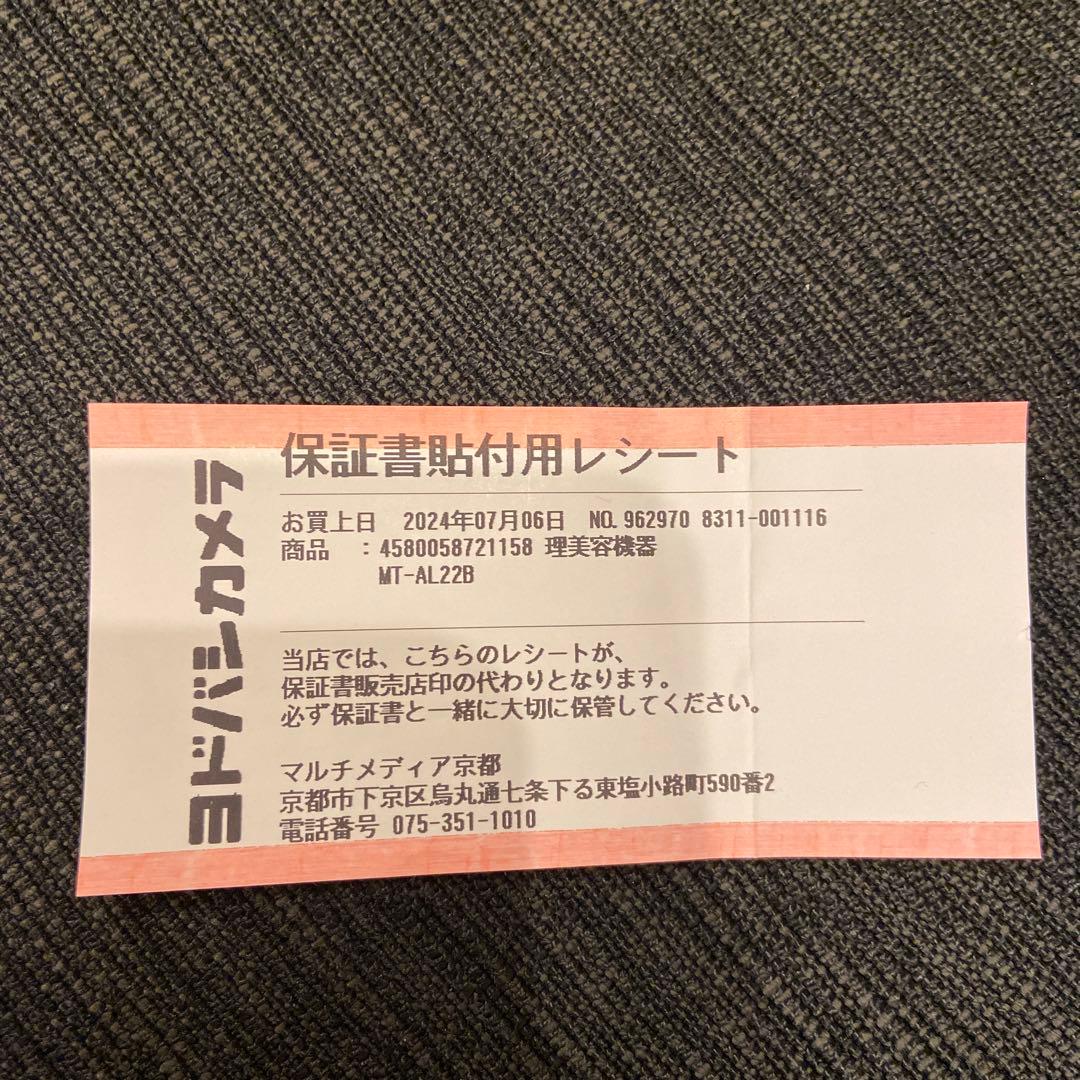 ヨドバシカメラ
保証書貼付用レシート
お買上日 2024年07月06日 NO. 962970 8311-001116
商品 : 4580058721158 理美容機器
MT-AL22B
当店では、こちらのレシートが、
保証書販売店印の代わりとなります。
必ず保証書と一緒に大切に保管してください。
マルチメディア京都
京都市下京区烏丸通七条下る東塩小路町590番2
電話番号 075-351-1010